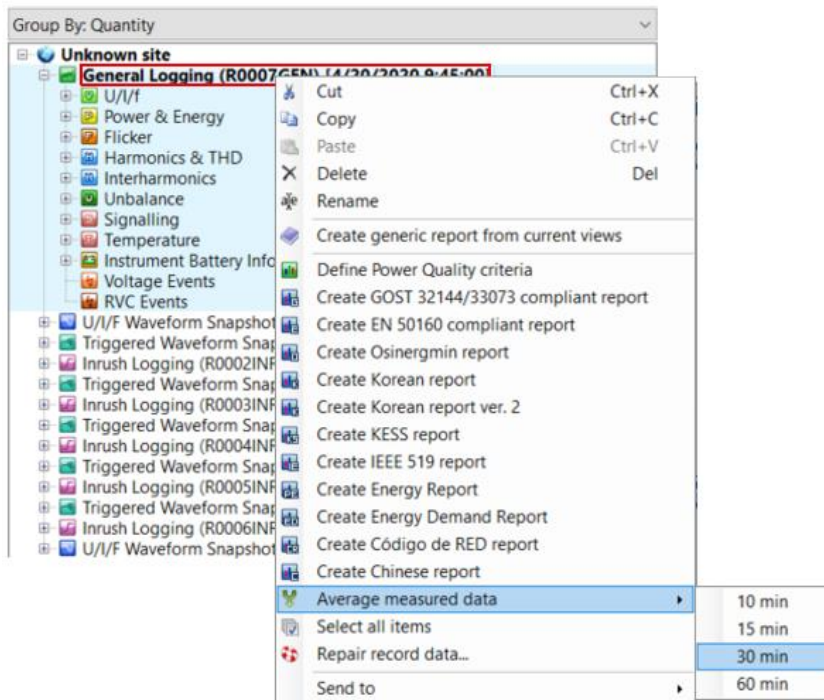 Group By: Quantity
Unknown site
General Logging (R0007GEN) [4/20/2020 9:45:00]
U/I/f
Power & Energy
Flicker
Harmonics & THD
Interharmonics
Unbalance
Signalling
Temperature
Instrument Battery Info
Voltage Events
RVC Events
U/I/F Waveform Snapshot
Triggered Waveform Snap
Inrush Logging (R0002INR
Triggered Waveform Snap
Inrush Logging (R0003INR
Triggered Waveform Snap
Inrush Logging (R0004INR
Triggered Waveform Snap
Inrush Logging (R0005INR
Triggered Waveform Snap
Inrush Logging (R0006INR
U/I/F Waveform Snapshot
Cut Ctrl+X
Copy Ctrl+C
Paste Ctrl+V
Delete Del
Rename
Create generic report from current views
Define Power Quality criteria
Create GOST 32144/33073 compliant report
Create EN 50160 compliant report
Create Osinergmin report
Create Korean report
Create Korean report ver. 2
Create KESS report
Create IEEE 519 report
Create Energy Report
Create Energy Demand Report
Create Código de RED report
Create Chinese report
Average measured data
Select all items
Repair record data...
Send to
10 min
15 min
30 min
60 min